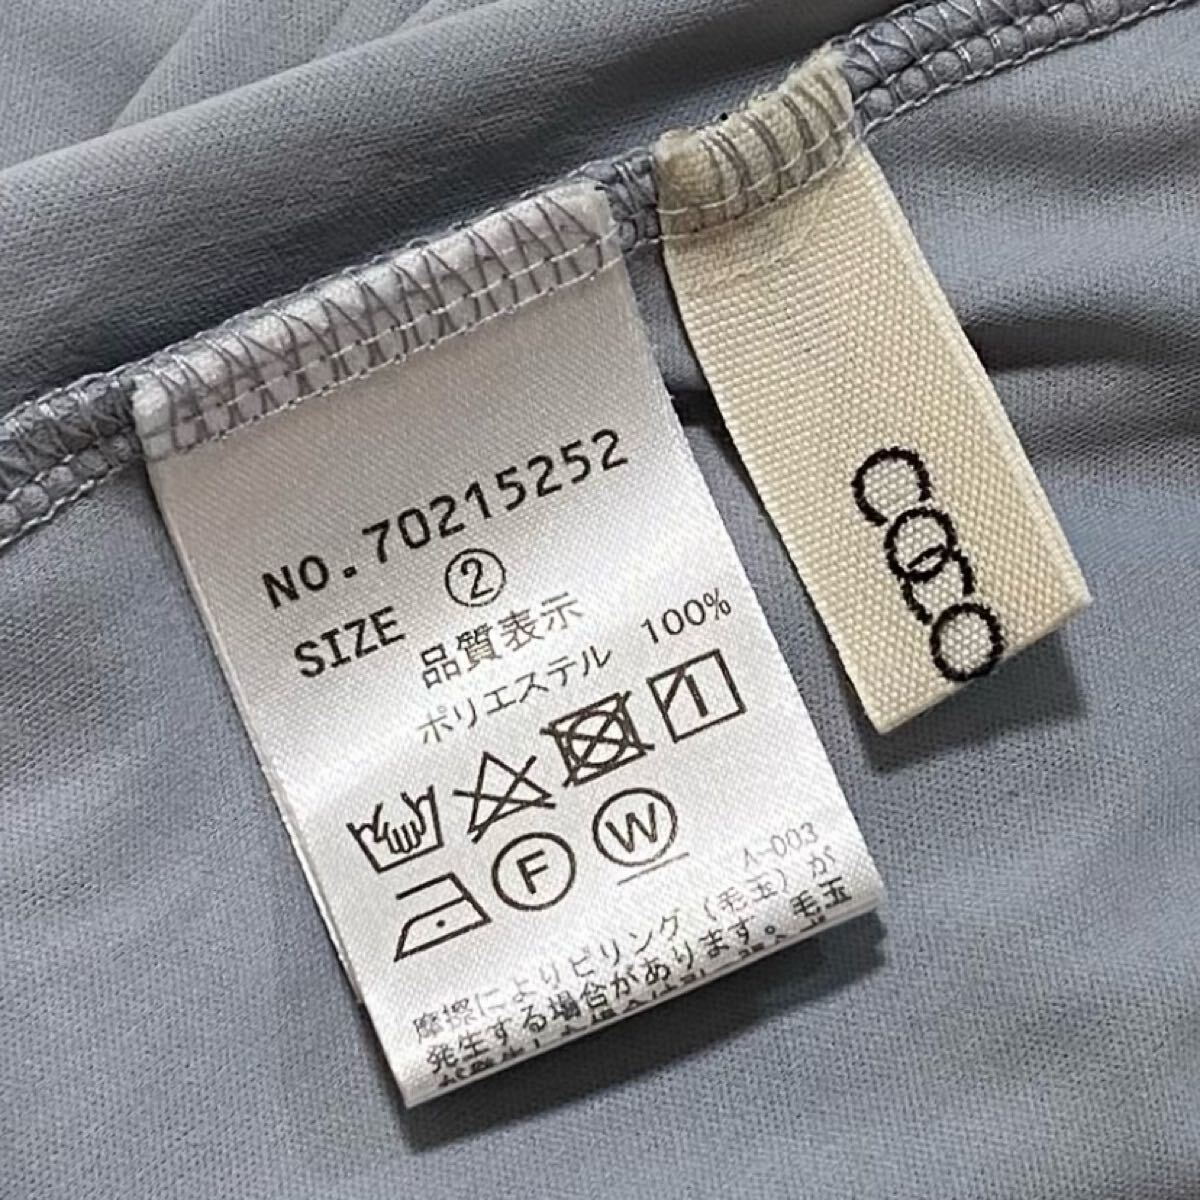 NO.70215252
SIZE ②
品質表示
ポリエステル 100%
F W
A-003
摩擦によりピリング(毛玉)が
発生する場合があります。毛玉
COCO